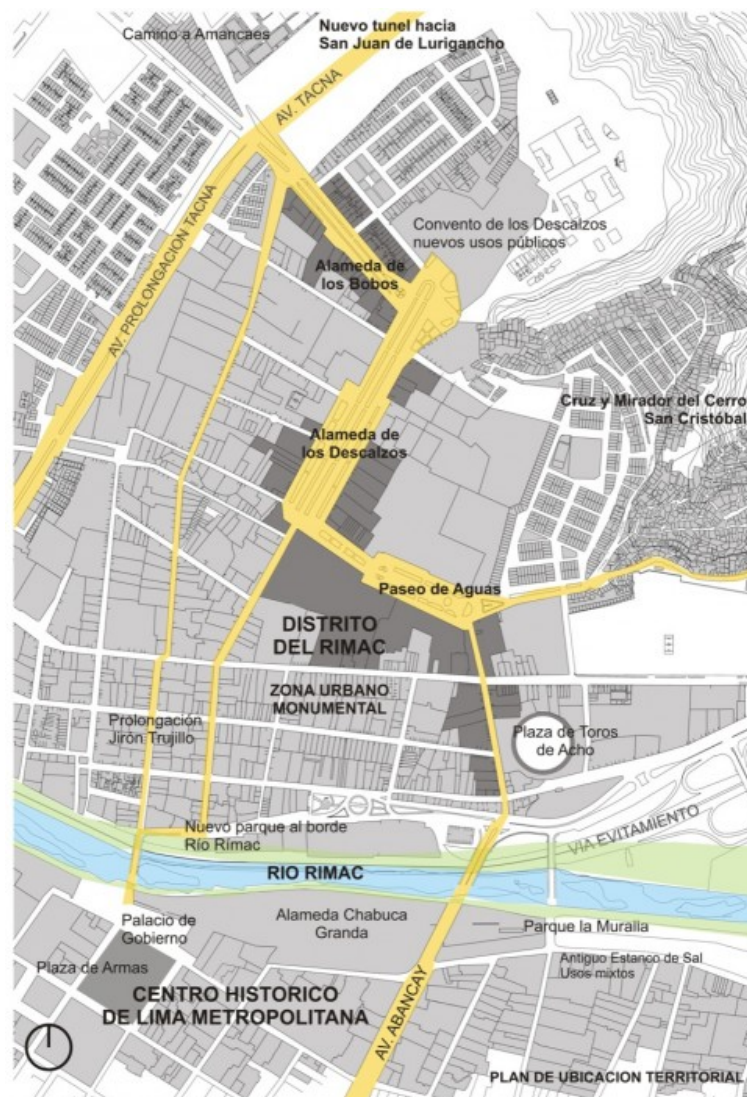 Camino a Amancaes
Nuevo tunel hacia
San Juan de Lurigancho
AV. TACNA
AV. PROLONGACION TACNA
Convento de los Descalzos
nuevos usos públicos
Alameda de
los Bobos
Cruz y Mirador del Cerro
San Cristóbal
Alameda de
los Descalzos
Paseo de Aguas
DISTRITO
DEL RIMAC
ZONA URBANO
MONUMENTAL
Prolongación
Jirón Trujillo
Plaza de Toros
de Acho
Nuevo parque al borde
Río Rímac
VIA EVITAMIENTO
RIO RIMAC
Palacio de
Gobierno
Alameda Chabuca
Granda
Parque la Muralla
Plaza de Armas
Antiguo Estanco de Sal
Usos mixtos
CENTRO HISTORICO
DE LIMA METROPOLITANA
AV. ABANCAY
PLAN DE UBICACION TERRITORIAL